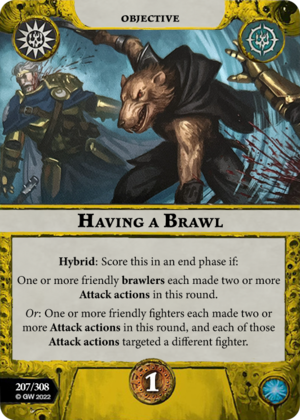 OBJECTIVE
HAVING A BRAWL
Hybrid: Score this in an end phase if:
One or more friendly brawlers each made two or more
Attack actions in this round.
Or: One or more friendly fighters each made two or
more Attack actions in this round, and each of those
Attack actions targeted a different fighter.
207/308
© GW 2022
1